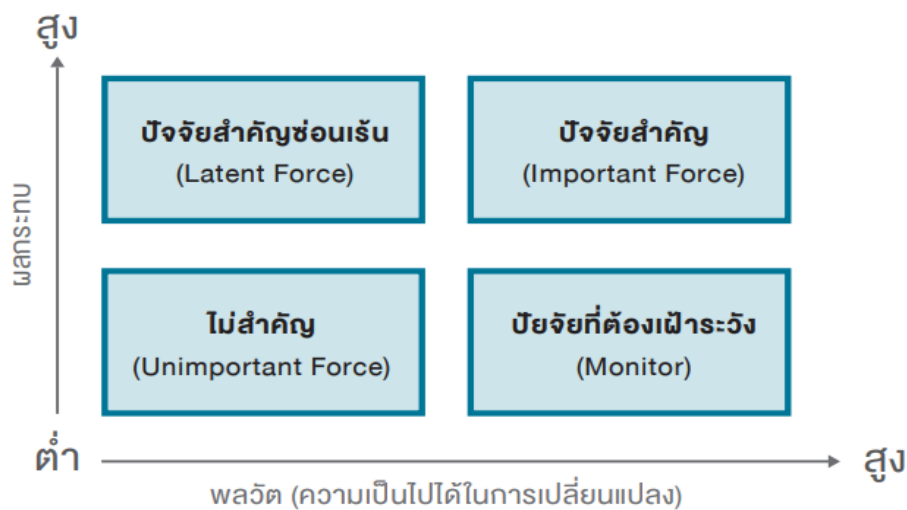 สูง
ปัจจัยสำคัญซ่อนเร้น
(Latent Force)
ปัจจัยสำคัญ
(Important Force)
ผลกระทบ
ไม่สำคัญ
(Unimportant Force)
ปัยจัยที่ต้องเฝ้าระวัง
(Monitor)
ต่ำ
สูง
พลวัต (ความเป็นไปได้ในการเปลี่ยนแปลง)